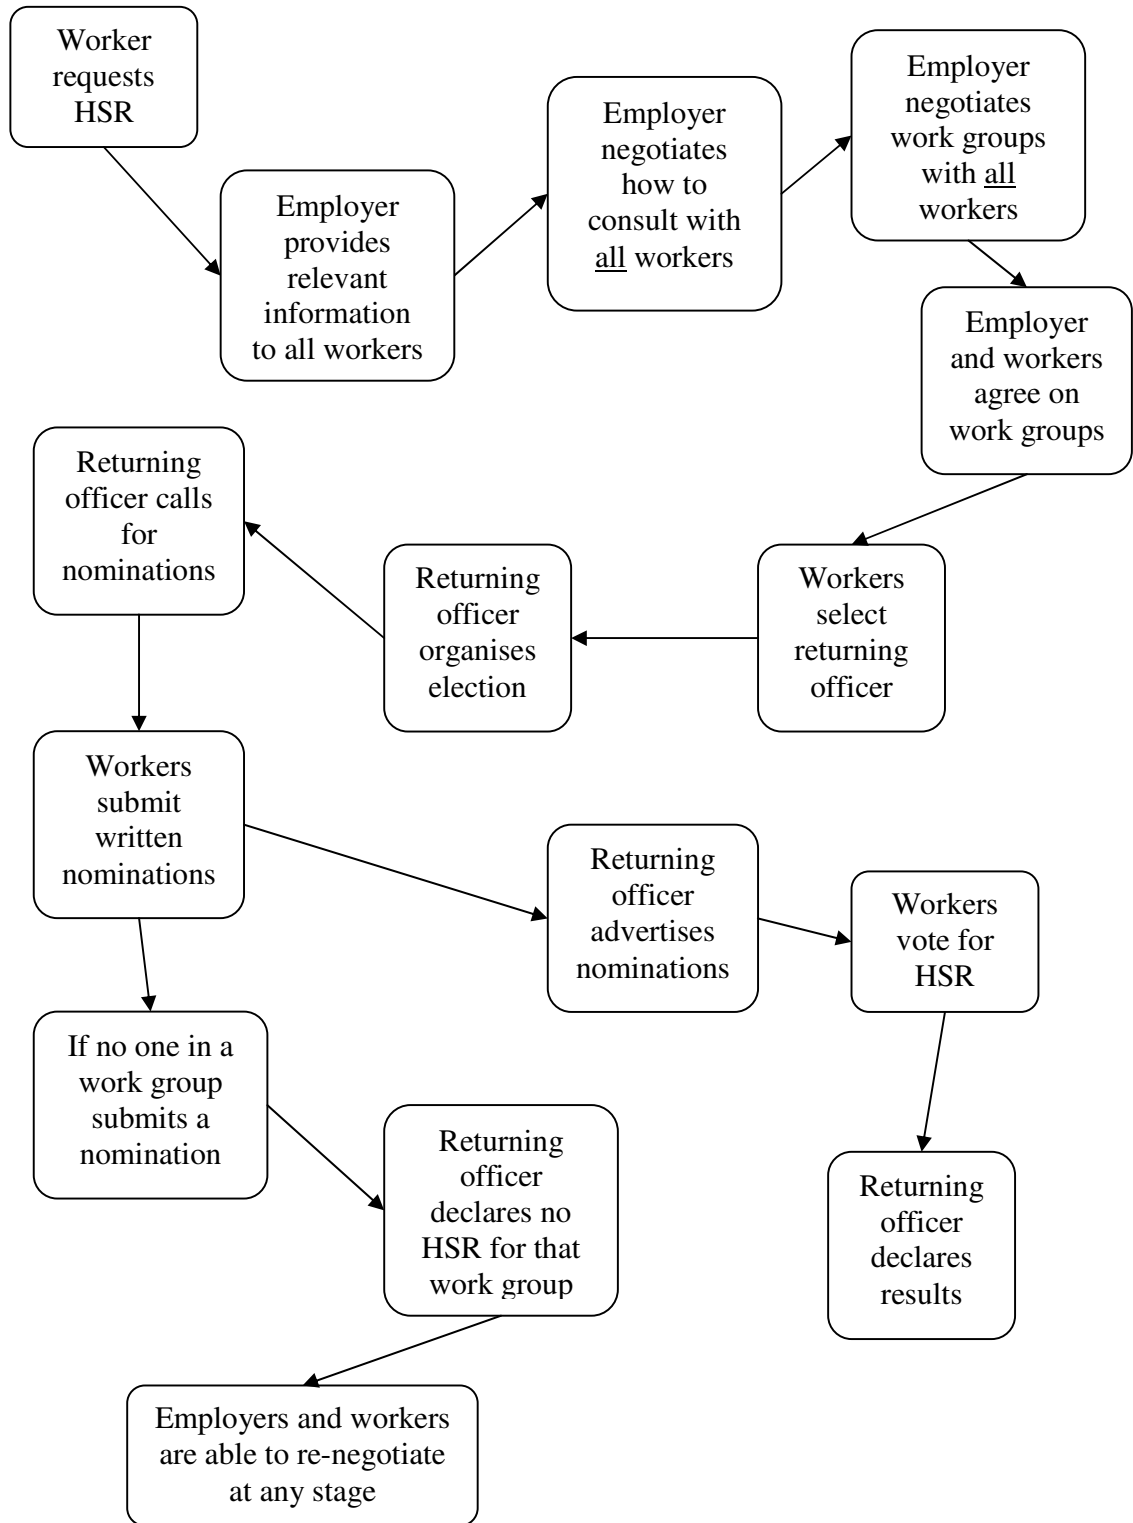 Worker
requests
HSR
Employer
provides
relevant
information
to all workers
Employer
negotiates
how to
consult with
all workers
Employer
negotiates
work groups
with all
workers
Employer
and workers
agree on
work groups
Workers
select
returning
officer
Returning
officer
organises
election
Returning
officer calls
for
nominations
Workers
submit
written
nominations
Returning
officer
advertises
nominations
Workers
vote for
HSR
Returning
officer
declares
results
If no one in a
work group
submits a
nomination
Returning
officer
declares no
HSR for that
work group
Employers and workers
are able to re-negotiate
at any stage